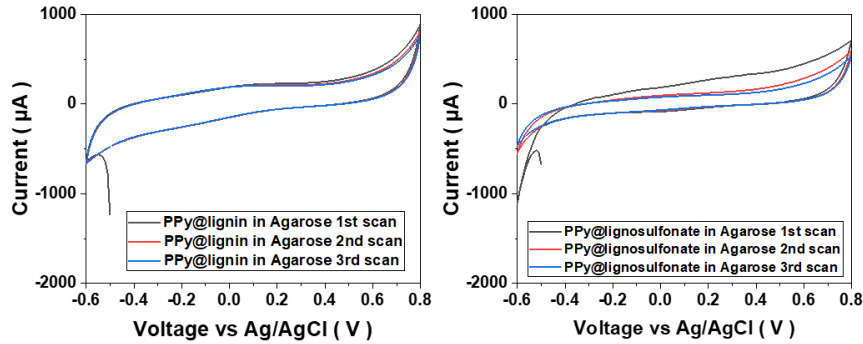 1000
0
-1000
-2000
Current ( µA)
PPy@lignin in Agarose 1st scan
PPy@lignin in Agarose 2nd scan
PPy@lignin in Agarose 3rd scan
-0.6 -0.4 -0.2 0.0 0.2 0.4 0.6 0.8
Voltage vs Ag/AgCl ( V )
1000
0
-1000
-2000
Current ( µA)
PPy@lignosulfonate in Agarose 1st scan
PPy@lignosulfonate in Agarose 2nd scan
PPy@lignosulfonate in Agarose 3rd scan
-0.6 -0.4 -0.2 0.0 0.2 0.4 0.6 0.8
Voltage vs Ag/AgCl ( V )